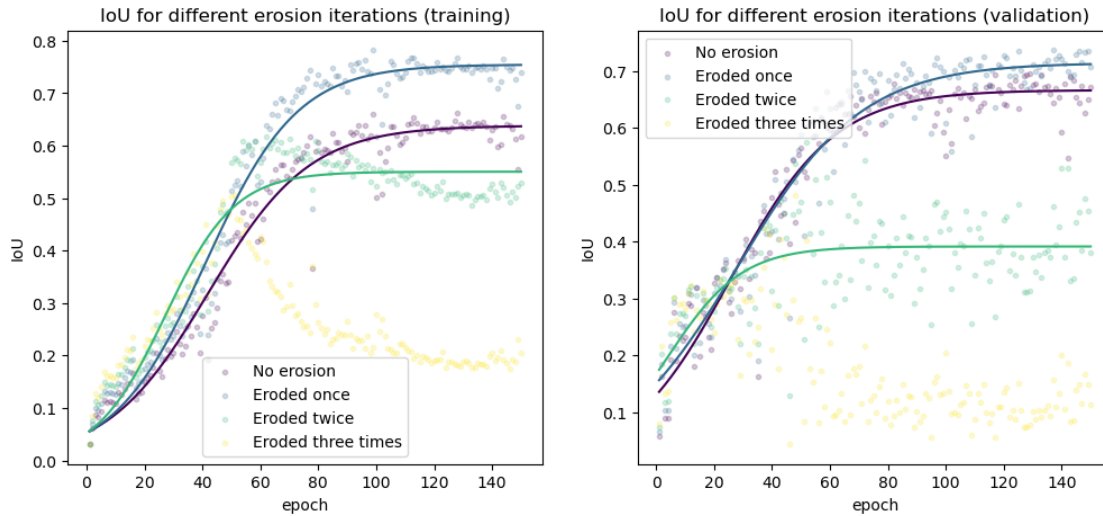 IoU for different erosion iterations (training)
0.8
0.7
0.6
0.5
0.4
0.3
0.2
0.1
0.0
IoU
No erosion
Eroded once
Eroded twice
Eroded three times
0 20 40 60 80 100 120 140
epoch
IoU for different erosion iterations (validation)
No erosion
Eroded once
Eroded twice
Eroded three times
0.7
0.6
0.5
0.4
0.3
0.2
0.1
IoU
0 20 40 60 80 100 120 140
epoch